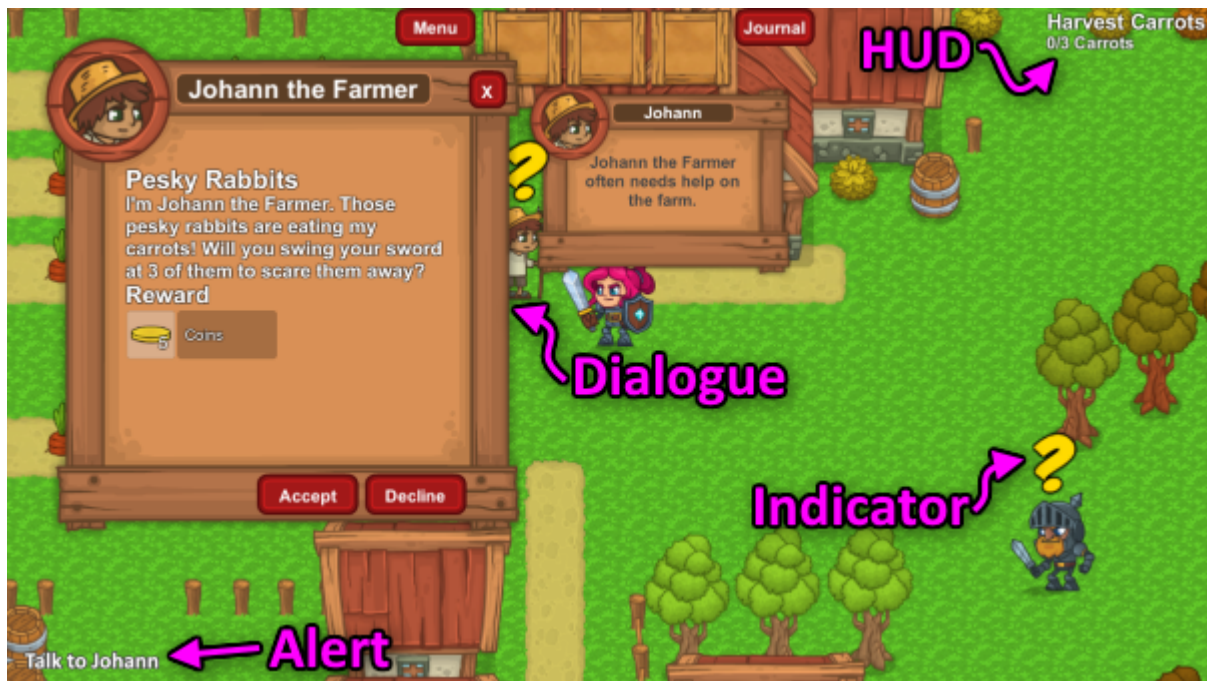 Menu
Journal
Harvest Carrots
0/3 Carrots
HUD
Johann the Farmer
x
Johann
Johann the Farmer
often needs help on
the farm.
Pesky Rabbits
I'm Johann the Farmer. Those
pesky rabbits are eating my
carrots! Will you swing your sword
at 3 of them to scare them away?
Reward
5
Coins
Dialogue
?
?
Indicator
Accept
Decline
Talk to Johann
Alert